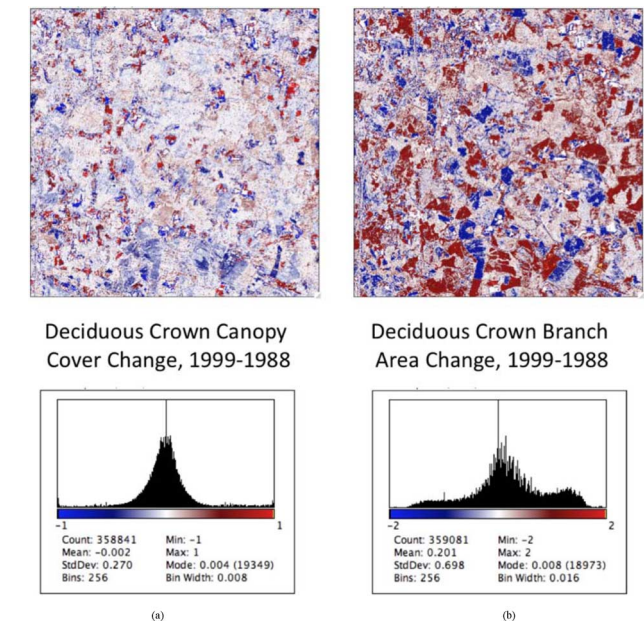 Deciduous Crown Canopy
Cover Change, 1999-1988
Deciduous Crown Branch
Area Change, 1999-1988
-1 1
Count: 358841 Min: -1
Mean: -0.002 Max: 1
StdDev: 0.270 Mode: 0.004 (19349)
Bins: 256 Bin Width: 0.008
-2 2
Count: 359081 Min: -2
Mean: 0.201 Max: 2
StdDev: 0.698 Mode: 0.008 (18973)
Bins: 256 Bin Width: 0.016
(a) (b)